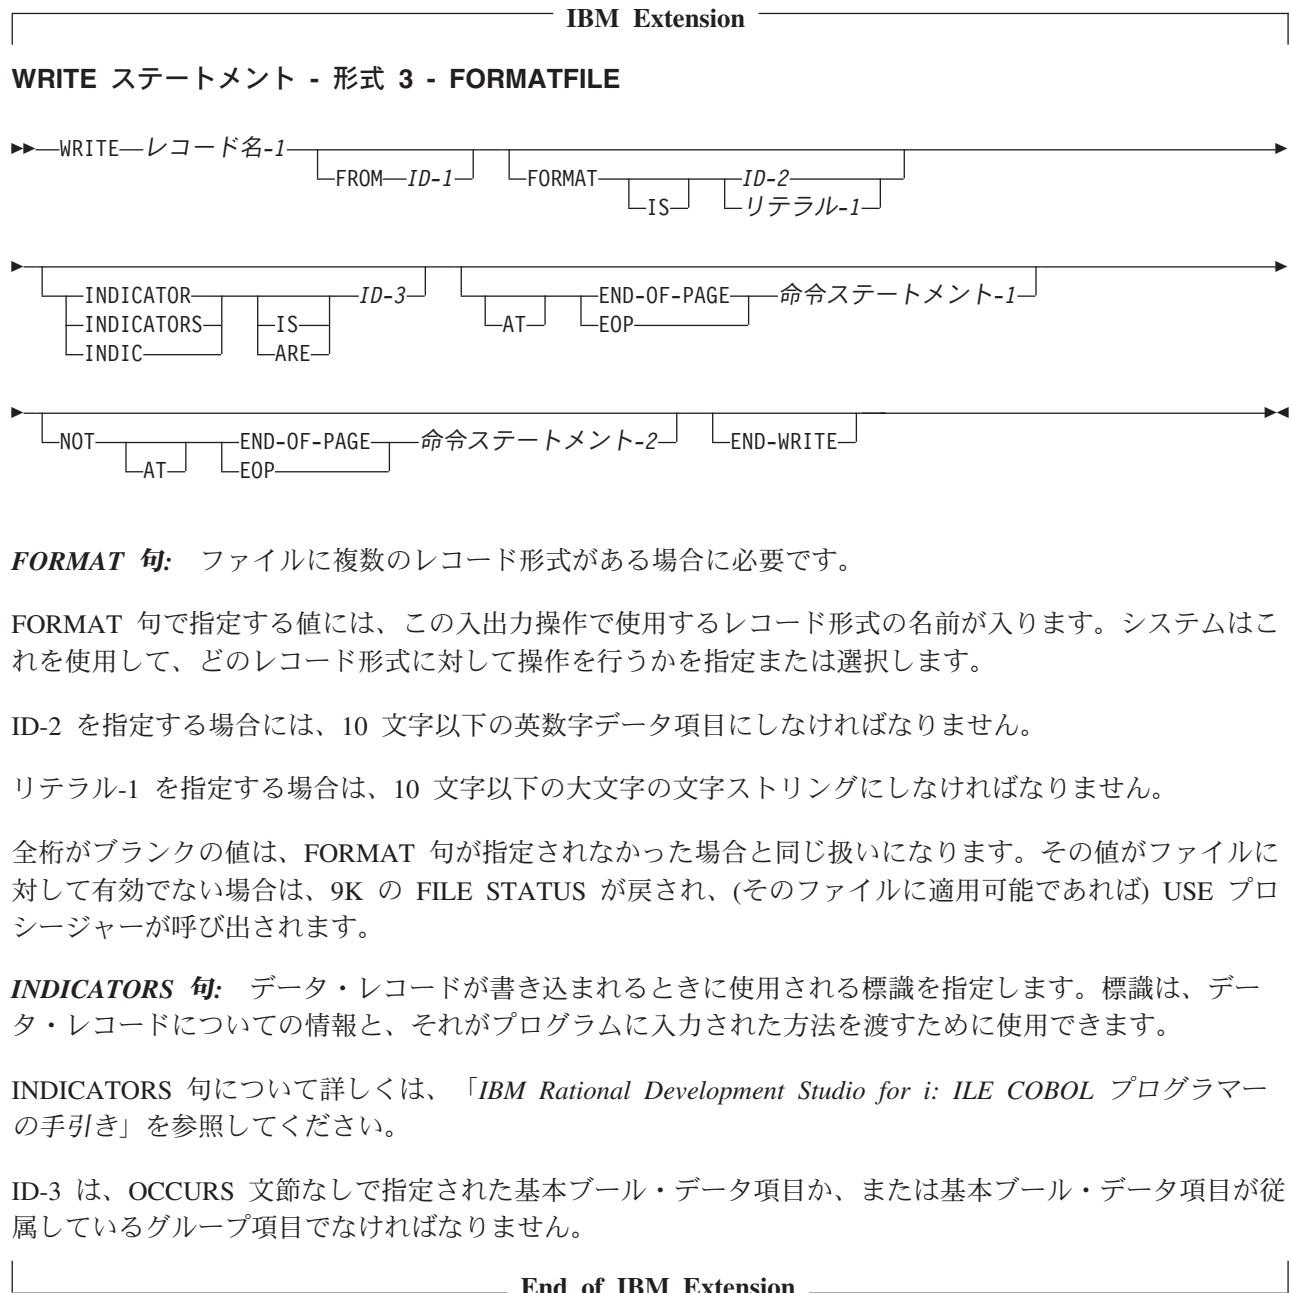 IBM Extension
WRITE ステートメント - 形式 3 - FORMATFILE
WRITE レコード名-1
FROM ID-1 FORMAT ID-2
IS リテラル-1
INDICATOR ID-3 END-OF-PAGE 命令ステートメント-1
INDICATORS IS AT EOP
INDIC ARE
NOT END-OF-PAGE 命令ステートメント-2 END-WRITE
AT EOP
FORMAT 句: ファイルに複数のレコード形式がある場合に必要です。
FORMAT 句で指定する値には、この入出力操作で使用するレコード形式の名前が入ります。システムはこ
れを使用して、どのレコード形式に対して操作を行うかを指定または選択します。
ID-2 を指定する場合には、10 文字以下の英数字データ項目にしなければなりません。
リテラル-1 を指定する場合は、10 文字以下の大文字の文字ストリングにしなければなりません。
全桁がブランクの値は、FORMAT 句が指定されなかった場合と同じ扱いになります。その値がファイルに
対して有効でない場合は、9K の FILE STATUS が戻され、(そのファイルに適用可能であれば) USE プロ
シージャーが呼び出されます。
INDICATORS 句: データ・レコードが書き込まれるときに使用される標識を指定します。標識は、デー
タ・レコードについての情報と、それがプログラムに入力された方法を渡すために使用できます。
INDICATORS 句について詳しくは、「IBM Rational Development Studio for i: ILE COBOL プログラマー
の手引き」を参照してください。
ID-3 は、OCCURS 文節なしで指定された基本ブール・データ項目か、または基本ブール・データ項目が従
属しているグループ項目でなければなりません。
End of IBM Extension